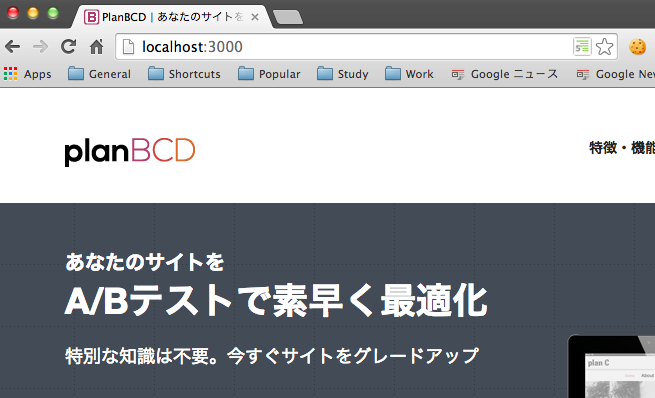 PlanBCD | あなたのサイトを
localhost:3000
Apps General Shortcuts Popular Study Work Google ニュース Google Nev
planBCD
特徴・機能
あなたのサイトを
A/Bテストで素早く最適化
特別な知識は不要。今すぐサイトをグレードアップ
plan C
About